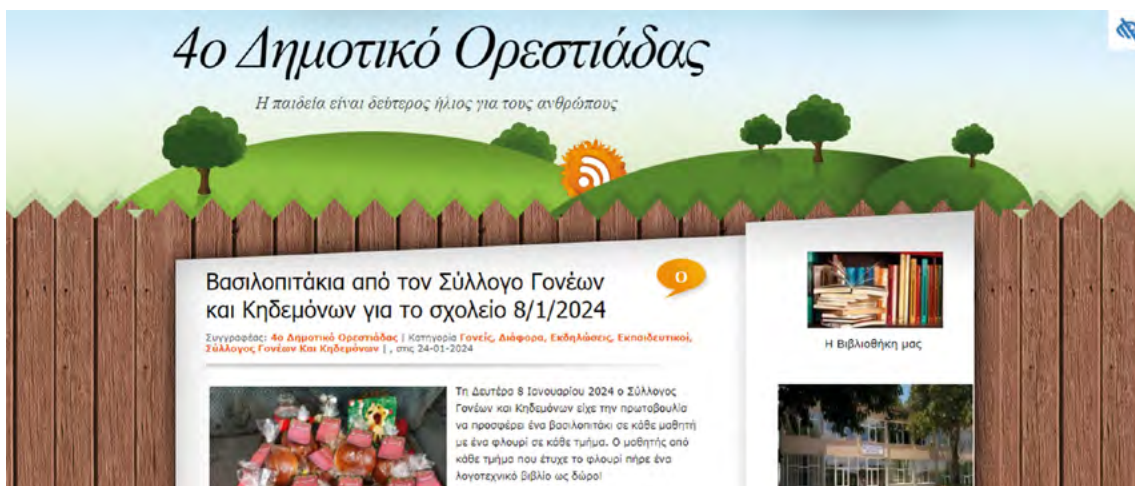 4ο Δημοτικό Ορεστιάδας
Η παιδεία είναι δεύτερος ήλιος για τους ανθρώπους
Βασιλοπιτάκια από τον Σύλλογο Γονέων
και Κηδεμόνων για το σχολείο 8/1/2024
0
Συγγραφέας: 4ο Δημοτικό Ορεστιάδας | Κατηγορία Γονείς, Διάφορα, Εκδηλώσεις, Εκπαιδευτικοί,
Σύλλογος Γονέων Και Κηδεμόνων | , στις 24-01-2024
Τη Δευτέρα 8 Ιανουαρίου 2024 ο Σύλλογος
Γονέων και Κηδεμόνων είχε την πρωτοβουλία
να προσφέρει ένα βασιλοπιτάκι σε κάθε μαθητή
με ένα φλουρί σε κάθε τμήμα. Ο μαθητής από
κάθε τμήμα που έτυχε το φλουρί πήρε ένα
λογοτεχνικό βιβλίο ως δώρο!
Η Βιβλιοθήκη μας